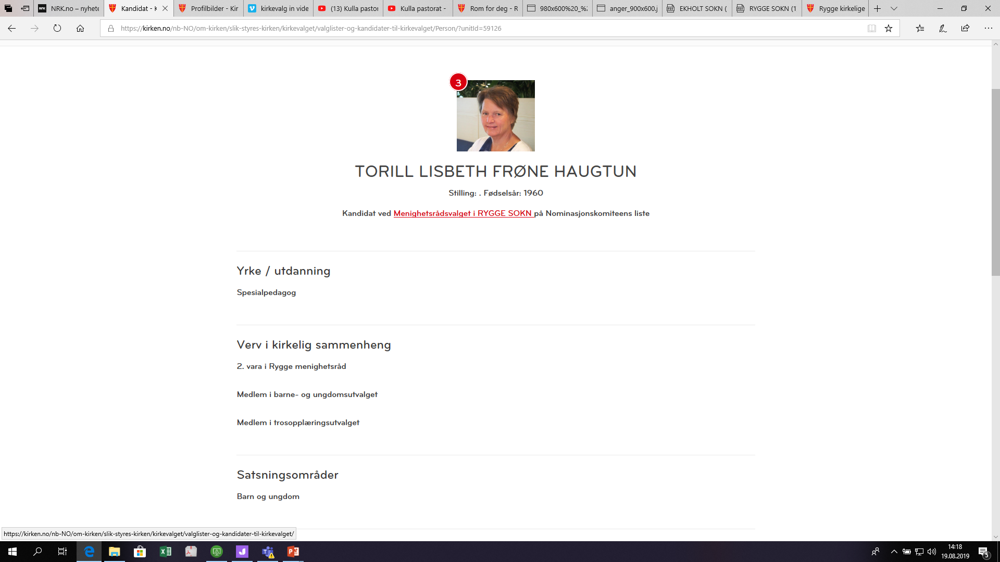 NRK.no – nyhete
Kandidat - K
Profilbilder - Kir
kirkevalg in vide
(13) Kulla pastor
Kulla pastorat -
Rom for deg - R
980x600%20_%2
anger_900x600.j
EKHOLT SOKN (
RYGGE SOKN (1
Rygge kirkelige
https://kirken.no/nb-NO/om-kirken/slik-styres-kirken/kirkevalget/valglister-og-kandidater-til-kirkevalget/Person/?unitId=59126
3
TORILL LISBETH FRØNE HAUGTUN
Stilling: . Fødselsår: 1960
Kandidat ved Menighetsrådsvalget i RYGGE SOKN på Nominasjonskomiteens liste
Yrke / utdanning
Spesialpedagog
Verv i kirkelig sammenheng
2. vara i Rygge menighetsråd
Medlem i barne- og ungdomsutvalget
Medlem i trosopplæringsutvalget
Satsningsområder
Barn og ungdom
https://kirken.no/nb-NO/om-kirken/slik-styres-kirken/kirkevalget/valglister-og-kandidater-til-kirkevalget/
14:18
19.08.2019
5